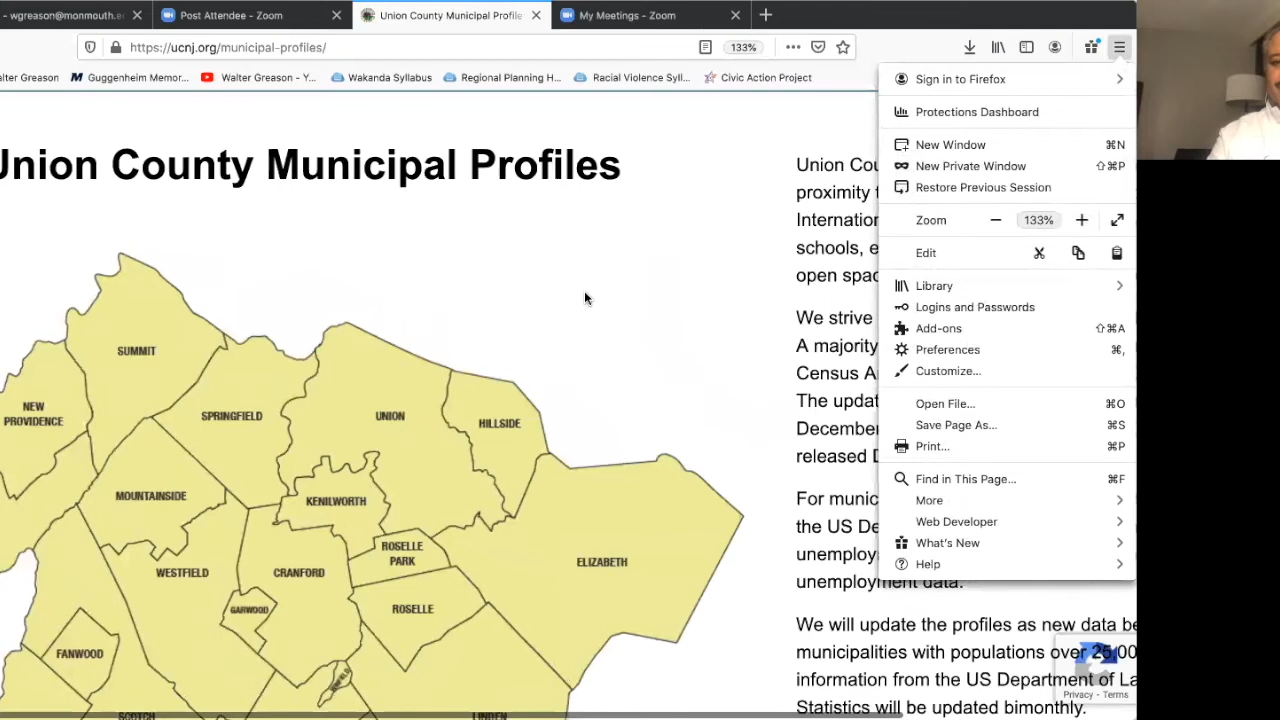 - wgreason@monmouth.e
Post Attendee - Zoom
Union County Municipal Profiles
My Meetings – Zoom
https://ucnj.org/municipal-profiles/
133%
alter Greason
Guggenheim Memor...
Walter Greason - Y...
Wakanda Syllabus
Regional Planning H...
Racial Violence Syll...
Civic Action Project
Sign in to Firefox
Protections Dashboard
New Window ⌘N
New Private Window ⇧⌘P
Restore Previous Session
Zoom − 133% +
Edit
Library
Logins and Passwords
Add-ons ⇧⌘A
Preferences ⌘,
Customize...
Open File... ⌘O
Save Page As... ⌘S
Print... ⌘P
Find in This Page... ⌘F
More
Web Developer
What's New
Help
Union County Municipal Profiles
SUMMIT
NEW
PROVIDENCE
SPRINGFIELD
UNION
HILLSIDE
MOUNTAINSIDE
KENILWORTH
ROSELLE
PARK
ELIZABETH
WESTFIELD
CRANFORD
GARWOOD
ROSELLE
FANWOOD
SCOTCH
LINDEN
Union Cou
proximity t
Internation
schools, e
open spac
We strive
A majority
Census A
The updat
December
released D
For munic
the US De
unemploy
unemployment data.
We will update the profiles as new data be
municipalities with populations over 25,00
information from the US Department of La
Statistics will be updated bimonthly.
Privacy - Terms